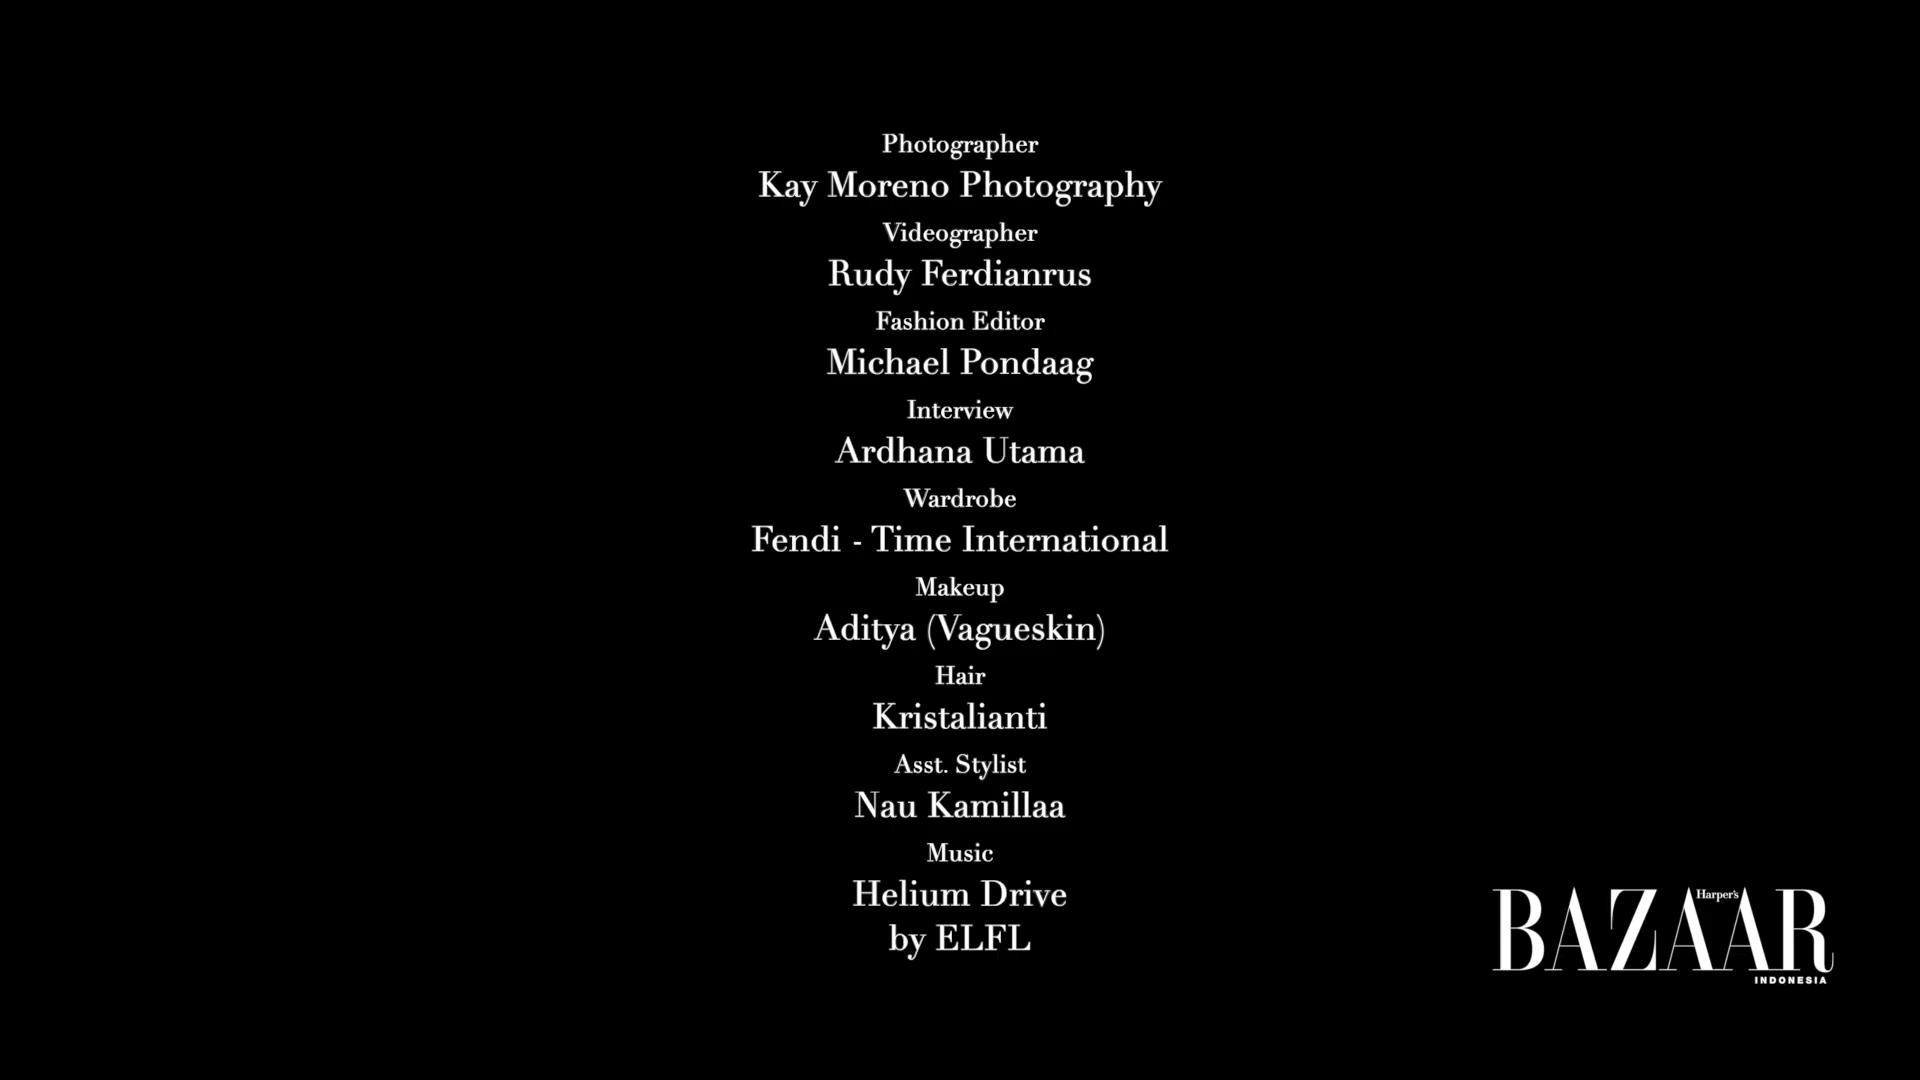 Photographer
Kay Moreno Photography
Videographer
Rudy Ferdianrus
Fashion Editor
Michael Pondaag
Interview
Ardhana Utama
Wardrobe
Fendi - Time International
Makeup
Aditya (Vagueskin)
Hair
Kristalianti
Asst. Stylist
Nau Kamillaa
Music
Helium Drive
by ELFL
Harper's
BAZAAR
INDONESIA